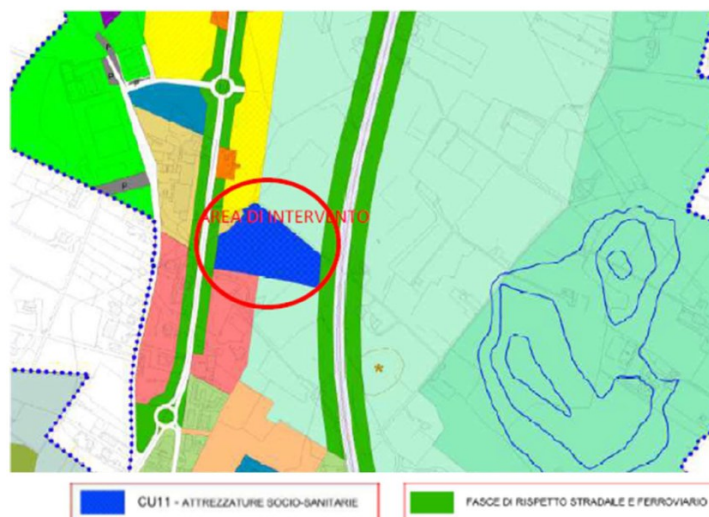 AREA DI INTERVENTO
CU11 - ATTREZZATURE SOCIO-SANITARIE
FASCE DI RISPETTO STRADALE E FERROVIARIO